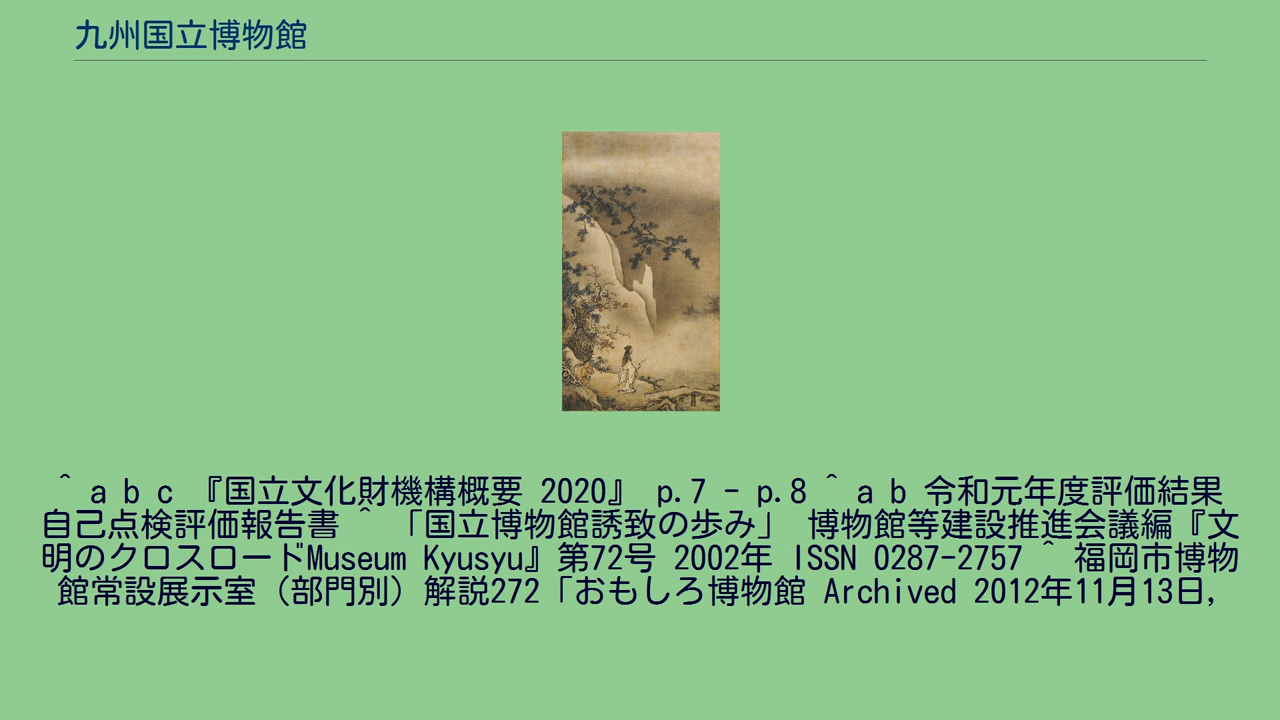 九州国立博物館
^ a b c 『国立文化財機構概要 2020』 p.7 - p.8 ^ a b 令和元年度評価結果
自己点検評価報告書 ^ 「国立博物館誘致の歩み」 博物館等建設推進会議編『文
明のクロスロードMuseum Kyusyu』第72号 2002年 ISSN 0287-2757 ^ 福岡市博物
館常設展示室（部門別）解説272「おもしろ博物館 Archived 2012年11月13日,